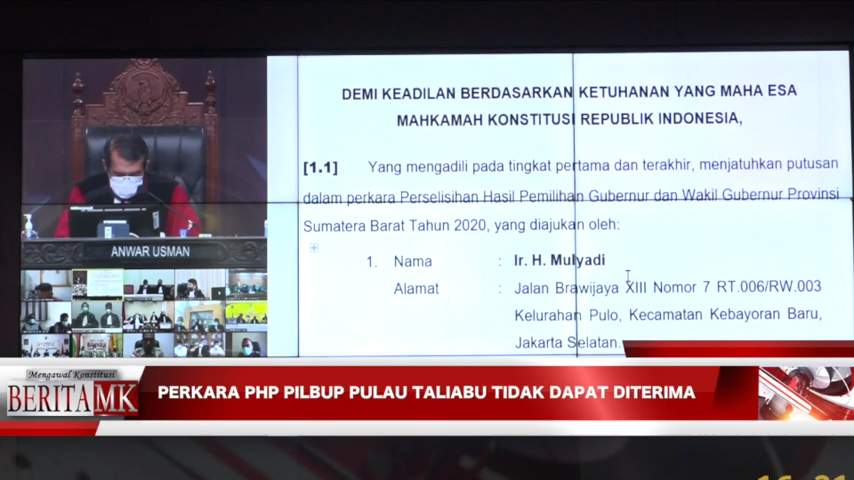 DEMI KEADILAN BERDASARKAN KETUHANAN YANG MAHA ESA
MAHKAMAH KONSTITUSI REPUBLIK INDONESIA,
[1.1] Yang mengadili pada tingkat pertama dan terakhir, menjatuhkan putusan
dalam perkara Perselisihan Hasil Pemilihan Gubernur dan Wakil Gubernur Provinsi
Sumatera Barat Tahun 2020, yang diajukan oleh:
1. Nama : Ir. H. Mulyadi
Alamat : Jalan Brawijaya XIII Nomor 7 RT.006/RW.003
Kelurahan Pulo, Kecamatan Kebayoran Baru,
Jakarta Selatan.
ANWAR USMAN
Mengawal Konstitusi
BERITAMK
PERKARA PHP PILBUP PULAU TALIABU TIDAK DAPAT DITERIMA